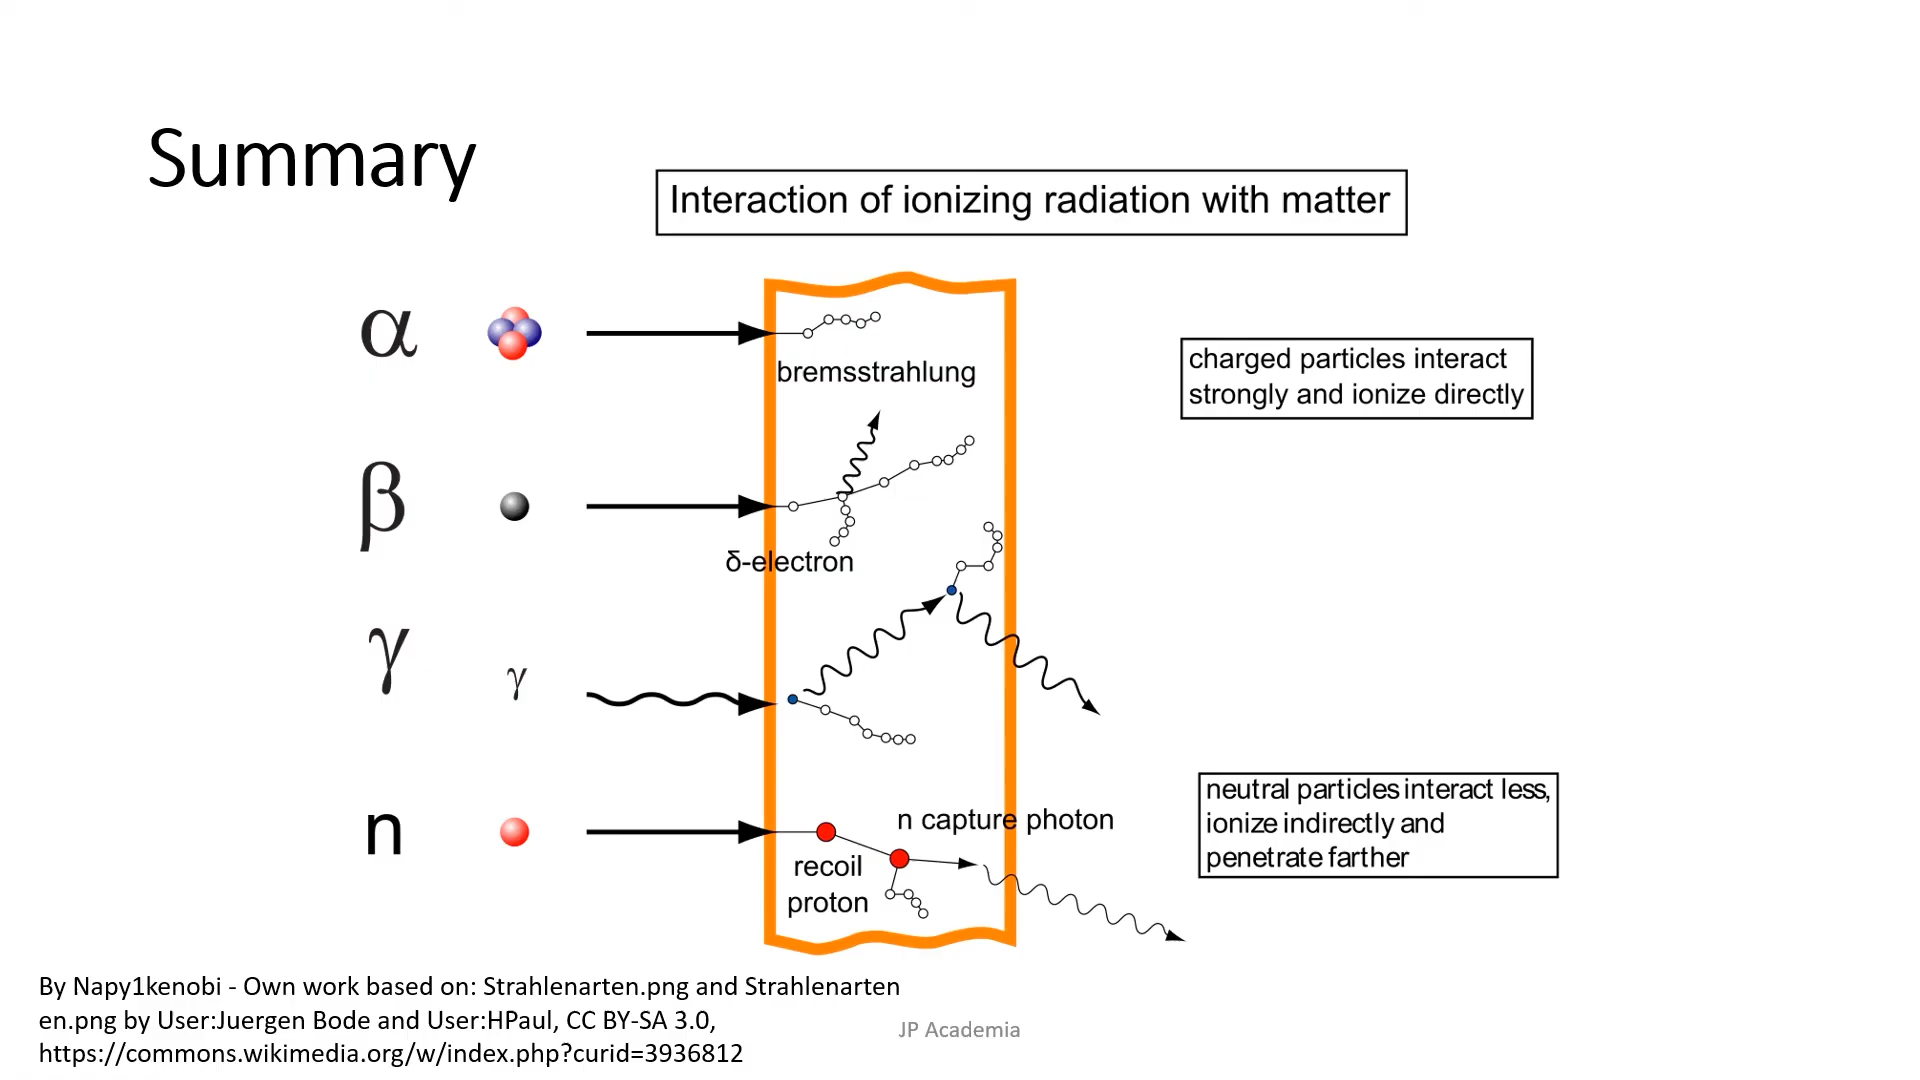 Summary
Interaction of ionizing radiation with matter
α
bremsstrahlung
charged particles interact
strongly and ionize directly
β
δ-electron
γ
γ
n
n capture photon
recoil
proton
neutral particles interact less,
ionize indirectly and
penetrate farther
By Napy1kenobi - Own work based on: Strahlenarten.png and Strahlenarten
en.png by User:Juergen Bode and User:HPaul, CC BY-SA 3.0,
https://commons.wikimedia.org/w/index.php?curid=3936812
JP Academia